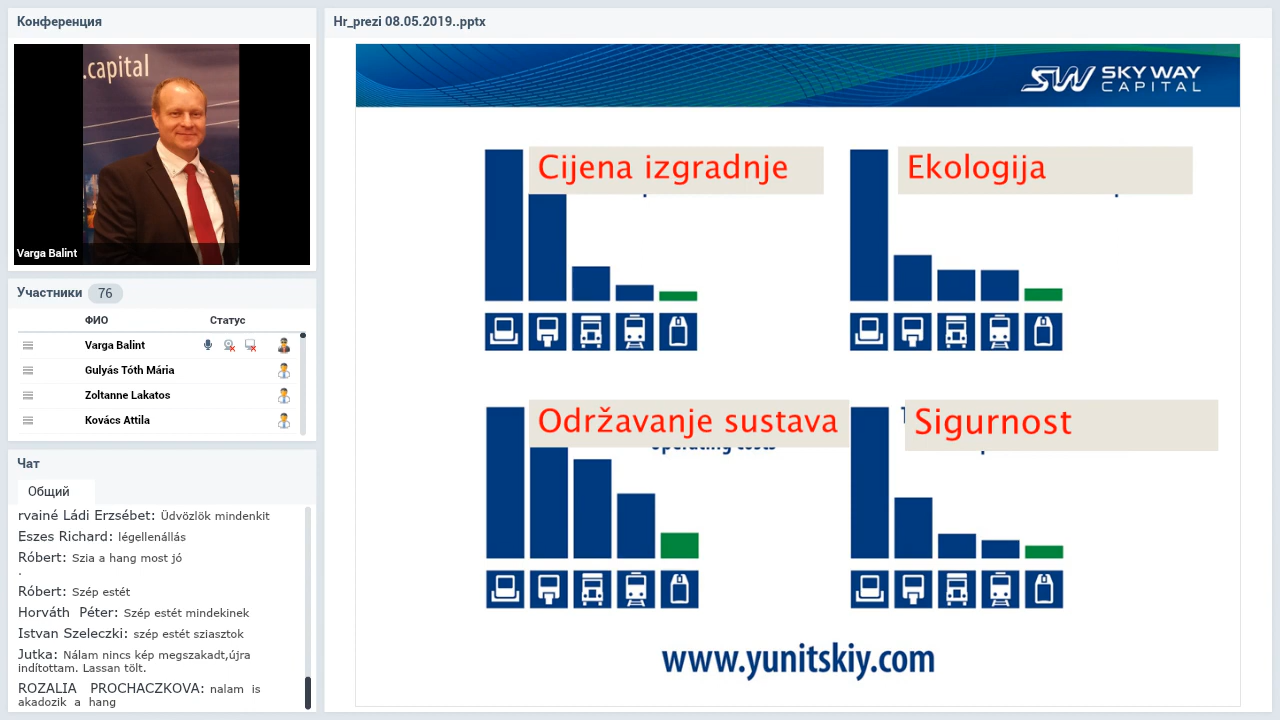 Конференция
.capital
Varga Balint
Участники 76
ФИО Статус
Varga Balint
Gulyás Tóth Mária
Zoltanne Lakatos
Kovács Attila
Чат
Общий
rvainé Ládi Erzsébet: Üdvözlök mindenkit
Eszes Richard: légellenállás
Róbert: Szia a hang most jó
.
Róbert: Szép estét
Horváth Péter: Szép estét mindekinek
Istvan Szeleczki: szép estét sziasztok
Jutka: Nálam nincs kép megszakadt,újra
indítottam. Lassan tölt.
ROZALIA PROCHACZKOVA: nalam is
akadozik a hang
Hr_prezi 08.05.2019..pptx
SW SKY WAY
CAPITAL
Cijena izgradnje
Ekologija
Održavanje sustava
operating costs
Sigurnost
www.yunitskiy.com